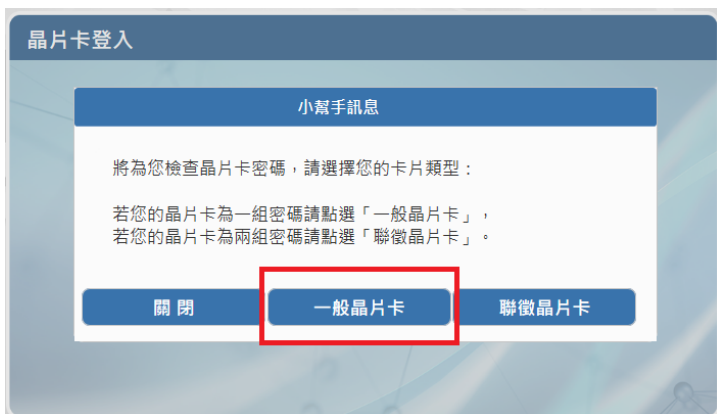 晶片卡登入
小幫手訊息
將為您檢查晶片卡密碼，請選擇您的卡片類型：
若您的晶片卡為一組密碼請點選「一般晶片卡」，
若您的晶片卡為兩組密碼請點選「聯徵晶片卡」。
關 閉
一般晶片卡
聯徵晶片卡